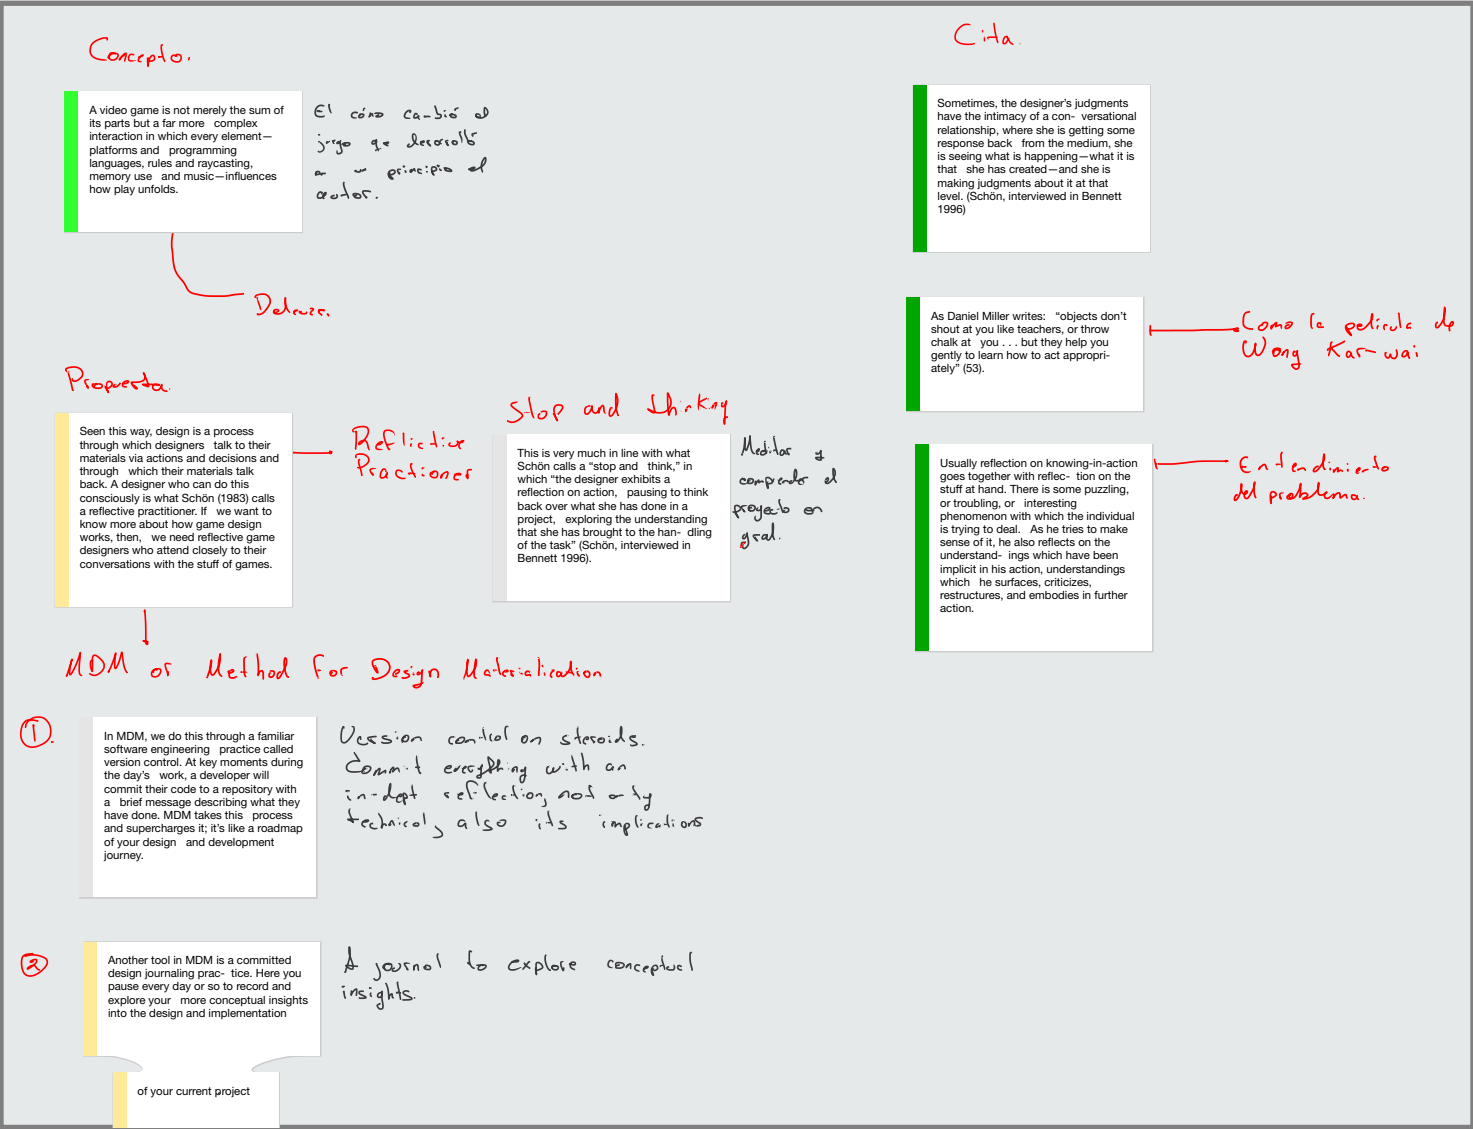 Concepto.
A video game is not merely the sum of
its parts but a far more complex
interaction in which every element—
platforms and programming
languages, rules and raycasting,
memory use and music—influences
how play unfolds.
El cómo cambió el
juego que desarrolló
en un principio el
autor.
Deleuze.
Propuesta.
Seen this way, design is a process
through which designers talk to their
materials via actions and decisions and
through which their materials talk
back. A designer who can do this
consciously is what Schön (1983) calls
a reflective practitioner. If we want to
know more about how game design
works, then, we need reflective game
designers who attend closely to their
conversations with the stuff of games.
Reflictive
Practioner
Stop and thinking
This is very much in line with what
Schön calls a “stop and think,” in
which “the designer exhibits a
reflection on action, pausing to think
back over what she has done in a
project, exploring the understanding
that she has brought to the han- dling
of the task” (Schön, interviewed in
Bennett 1996).
Meditar y
comprender el
proyecto en
gral.
MDM or Method For Design Materialication
1.
In MDM, we do this through a familiar
software engineering practice called
version control. At key moments during
the day’s work, a developer will
commit their code to a repository with
a brief message describing what they
have done. MDM takes this process
and supercharges it; it’s like a roadmap
of your design and development
journey.
Version control on steroids.
Commit everything with an
in-dept reflection, not only
technical, also its implications
2
Another tool in MDM is a committed
design journaling prac- tice. Here you
pause every day or so to record and
explore your more conceptual insights
into the design and implementation
of your current project
A journal to explore conceptual
insights.
Cita.
Sometimes, the designer’s judgments
have the intimacy of a con- versational
relationship, where she is getting some
response back from the medium, she
is seeing what is happening—what it is
that she has created—and she is
making judgments about it at that
level. (Schön, interviewed in Bennett
1996)
As Daniel Miller writes: “objects don’t
shout at you like teachers, or throw
chalk at you . . . but they help you
gently to learn how to act appropri-
ately” (53).
Como la película de
Wong Kar-wai
Usually reflection on knowing-in-action
goes together with reflec- tion on the
stuff at hand. There is some puzzling,
or troubling, or interesting
phenomenon with which the individual
is trying to deal. As he tries to make
sense of it, he also reflects on the
understand- ings which have been
implicit in his action, understandings
which he surfaces, criticizes,
restructures, and embodies in further
action.
Entendimiento
del problema.